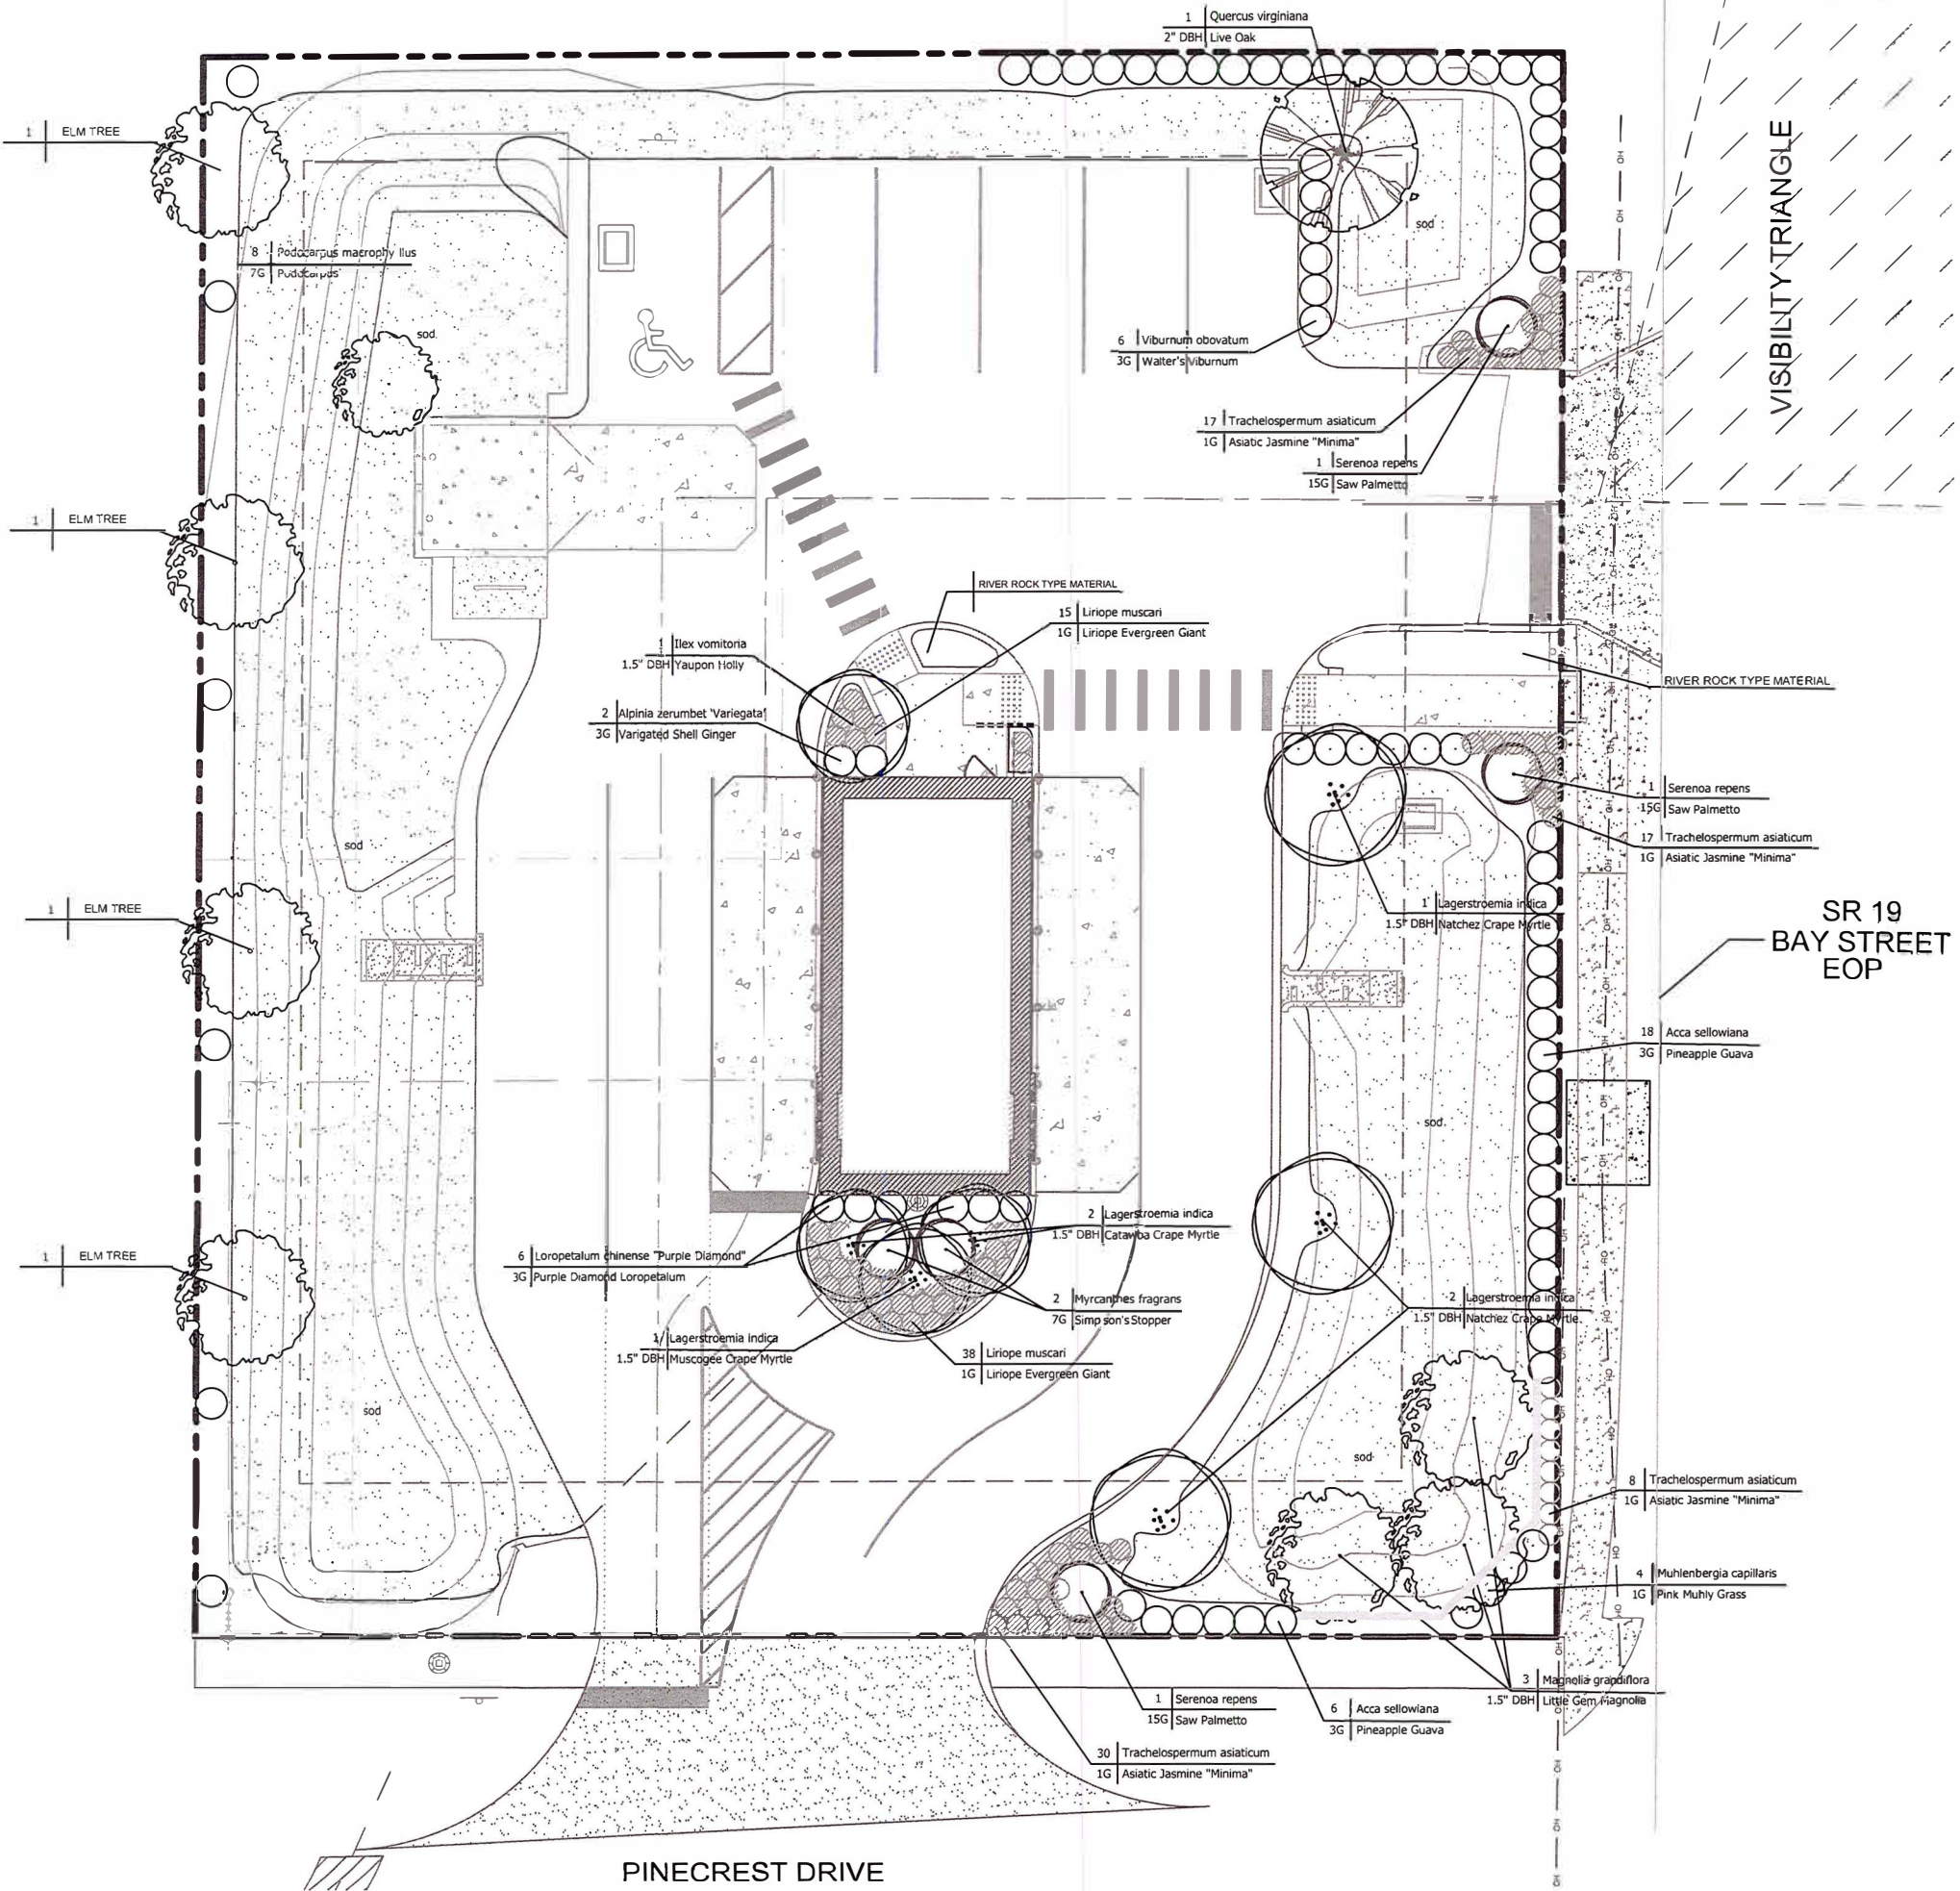 1 Quercus virginiana
2" DBH Live Oak
1 ELM TREE
VISIBILITY TRIANGLE
sod
8 Podocarpus macrophy llus
7G Podocarpus
sod
6 Viburnum obovatum
3G Walter's Viburnum
17 Trachelospermum asiaticum
1G Asiatic Jasmine "Minima"
1 Serenoa repens
15G Saw Palmetto
1 ELM TREE
RIVER ROCK TYPE MATERIAL
15 Liriope muscari
1G Liriope Evergreen Giant
1 Ilex vomitoria
1.5" DBH Yaupon Holly
RIVER ROCK TYPE MATERIAL
2 Alpinia zerumbet 'Variegata'
3G Varigated Shell Ginger
1 Serenoa repens
15G Saw Palmetto
17 Trachelospermum asiaticum
1G Asiatic Jasmine "Minima"
sod
1 Lagerstroemia indica
1.5" DBH Natchez Crape Myrtle
1 ELM TREE
SR 19
BAY STREET
EOP
18 Acca sellowiana
3G Pineapple Guava
sod
2 Lagerstroemia indica
1.5" DBH Catawba Crape Myrtle
6 Loropetalum chinense "Purple Diamond"
3G Purple Diamond Loropetalum
1 ELM TREE
2 Myrcanthes fragrans
7G Simpson's Stopper
2 Lagerstroemia indica
1.5" DBH Natchez Crape Myrtle
1 Lagerstroemia indica
1.5" DBH Muscogee Crape Myrtle
38 Liriope muscari
1G Liriope Evergreen Giant
sod
sod
8 Trachelospermum asiaticum
1G Asiatic Jasmine "Minima"
4 Muhlenbergia capillaris
1G Pink Muhly Grass
3 Magnolia grandiflora
1.5" DBH Little Gem Magnolia
1 Serenoa repens
15G Saw Palmetto
6 Acca sellowiana
3G Pineapple Guava
30 Trachelospermum asiaticum
1G Asiatic Jasmine "Minima"
PINECREST DRIVE